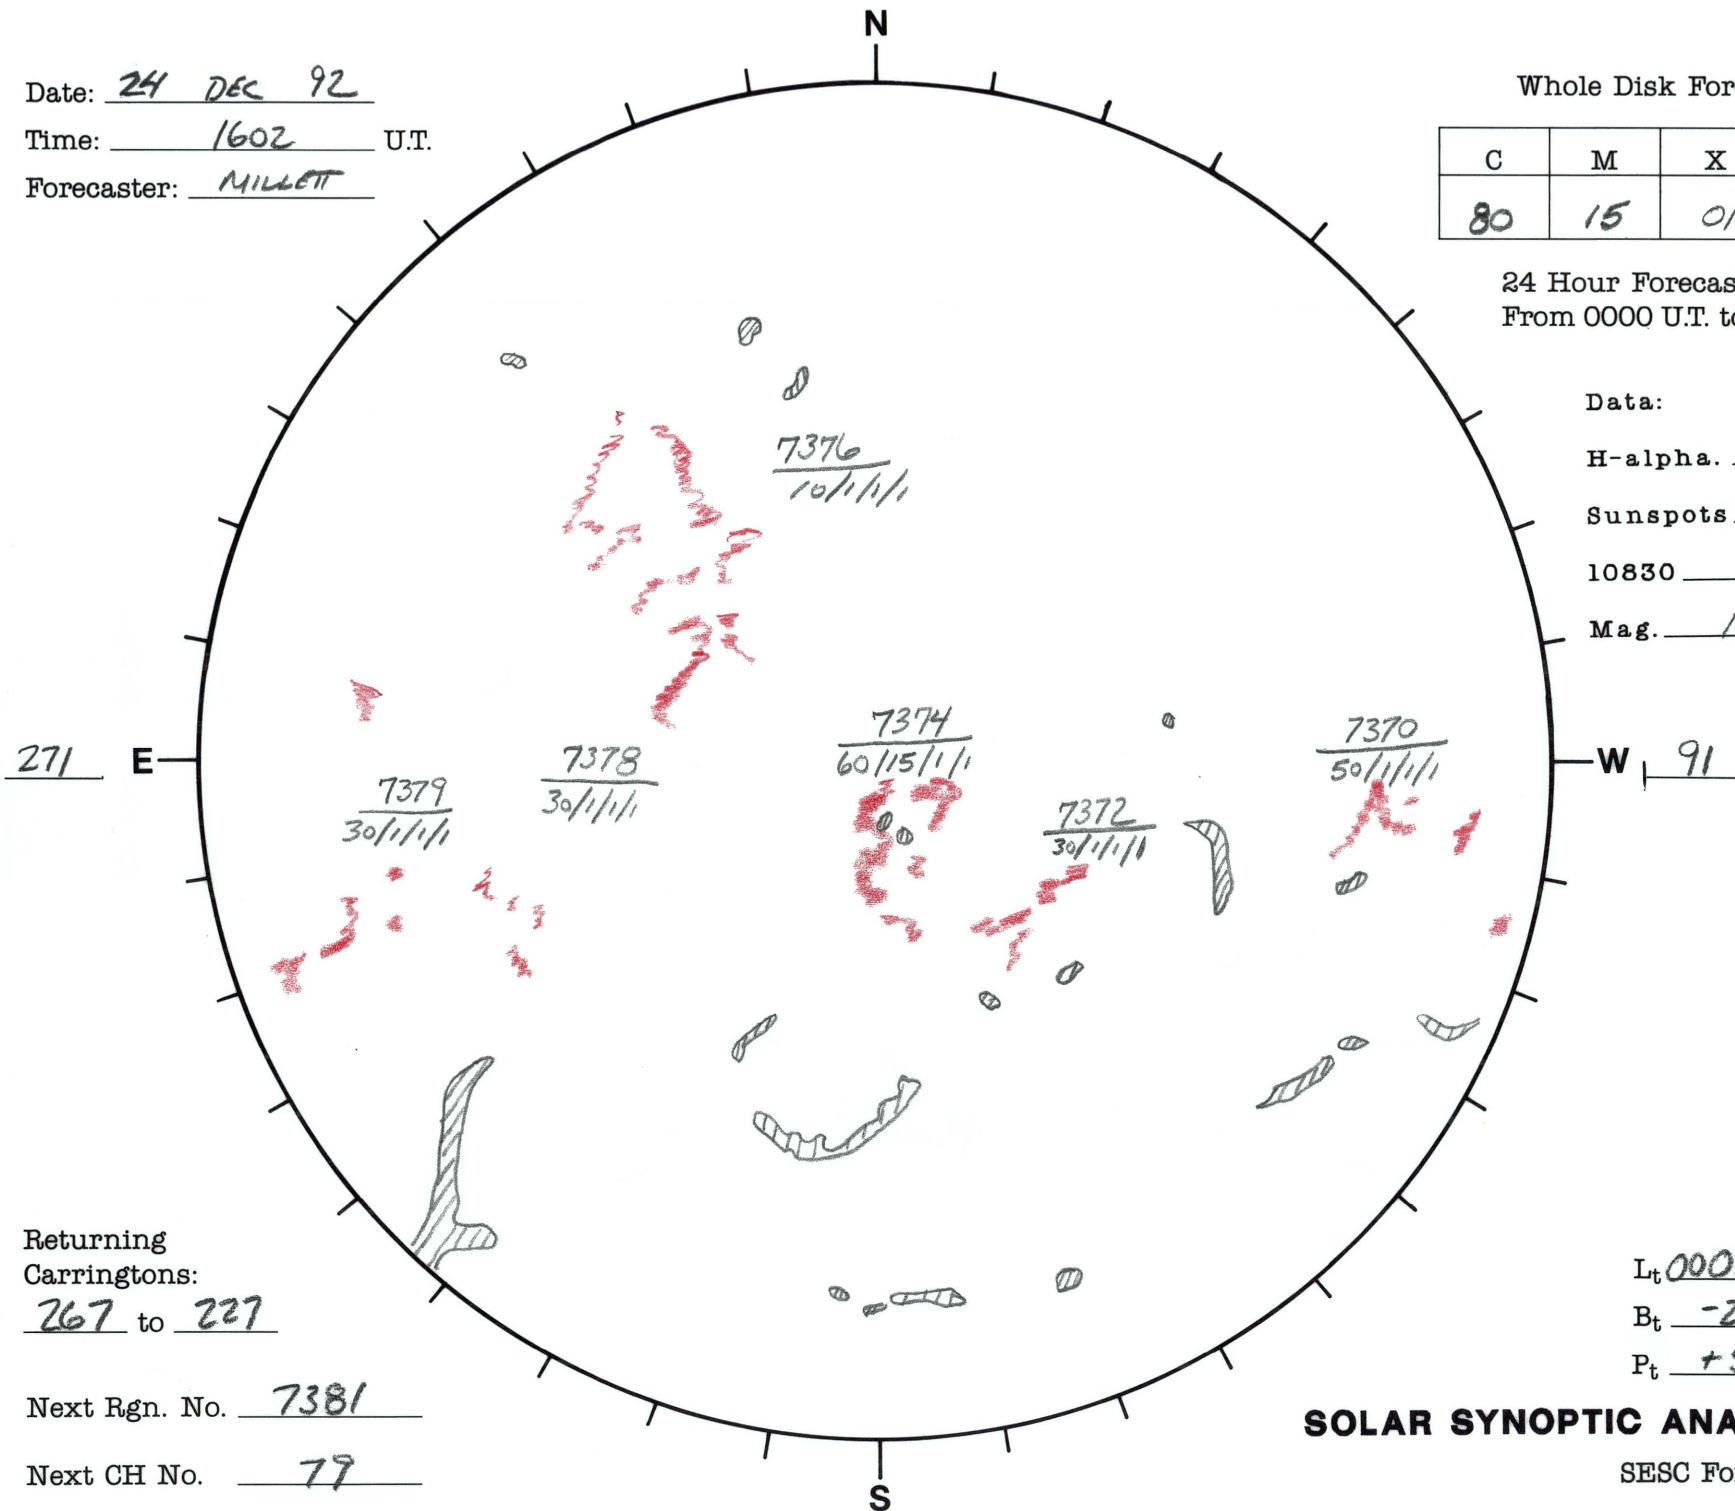 N
Date: 24 DEC 92
Time: 1602 U.T.
Forecaster: MILLETT
Whole Disk For
C M X
80 15 01
24 Hour Forecas
From 0000 U.T. to
Data:
H-alpha.
Sunspots
10830
Mag.
7376
10/1/1/1
7374
60/15/1/1
7370
50/1/1/1
271 E
W 91
7378
30/1/1/1
7379
30/1/1/1
7372
30/1/1/1
Returning
Carringtons:
267 to 227
Next Rgn. No. 7381
Next CH No. 79
Lt 000
Bt -2
Pt +
SOLAR SYNOPTIC ANA
SESC Fo
S